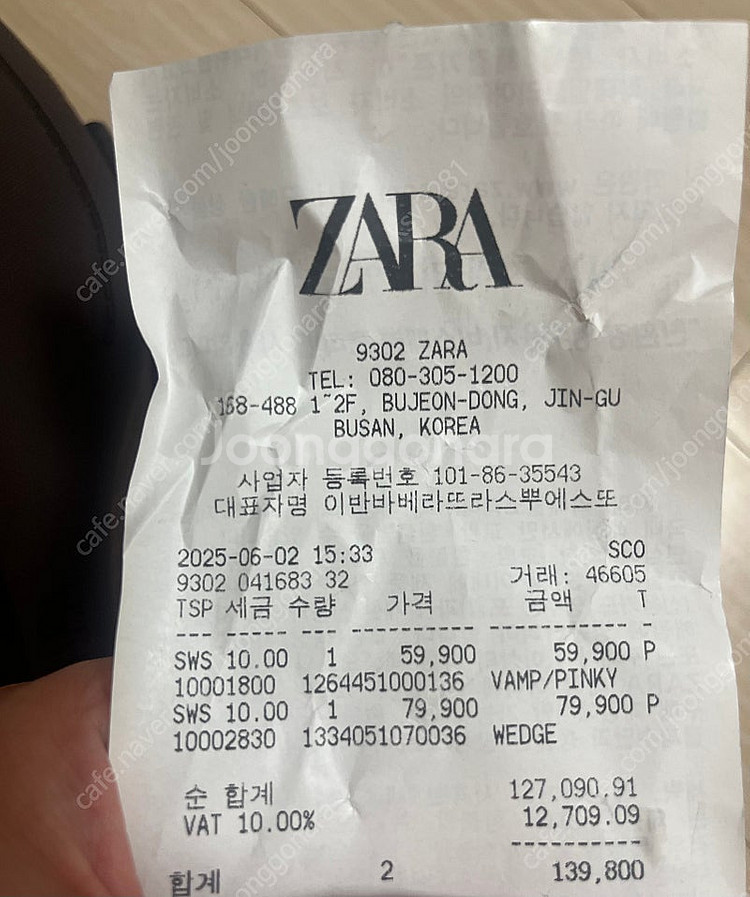 ZARA
9302 ZARA
TEL: 080-305-1200
168-488 1~2F, BUJEON-DONG, JIN-GU
BUSAN, KOREA
Joonggonara
사업자 등록번호 101-86-35543
대표자명 이반바베라뜨라스뿌에스또
2025-06-02 15:33 SCO
9302 041683 32 거래: 46605
TSP 세금 수량 가격 금액 T
--- ----- --- ---------- ----------- -
SWS 10.00 1 59,900 59,900 P
10001800 1264451000136 VAMP/PINKY
SWS 10.00 1 79,900 79,900 P
10002830 1334051070036 WEDGE
순 합계 127,090.91
VAT 10.00% 12,709.09
-----------
합계 2 139,800
cafe.naver.com/joonggonara